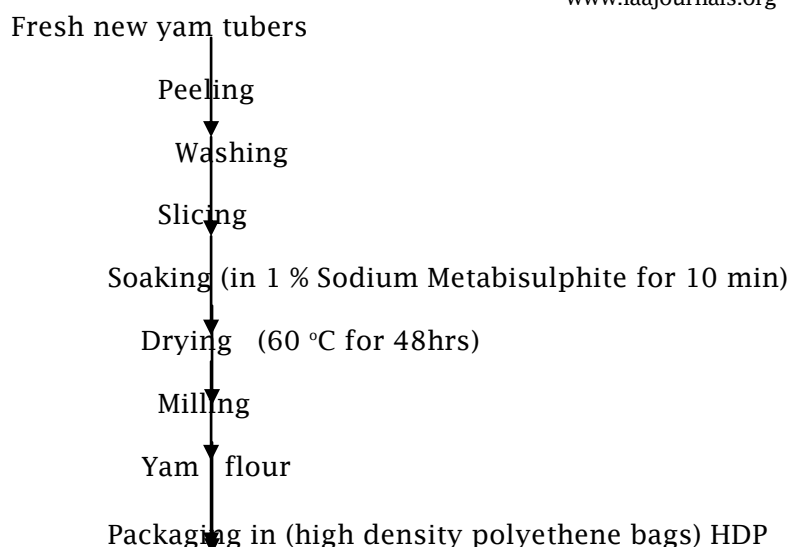 www.iaajournals.org
Fresh new yam tubers
Peeling
Washing
Slicing
Soaking (in 1 % Sodium Metabisulphite for 10 min)
Drying (60 °C for 48hrs)
Milling
Yam flour
Packaging in (high density polyethene bags) HDP